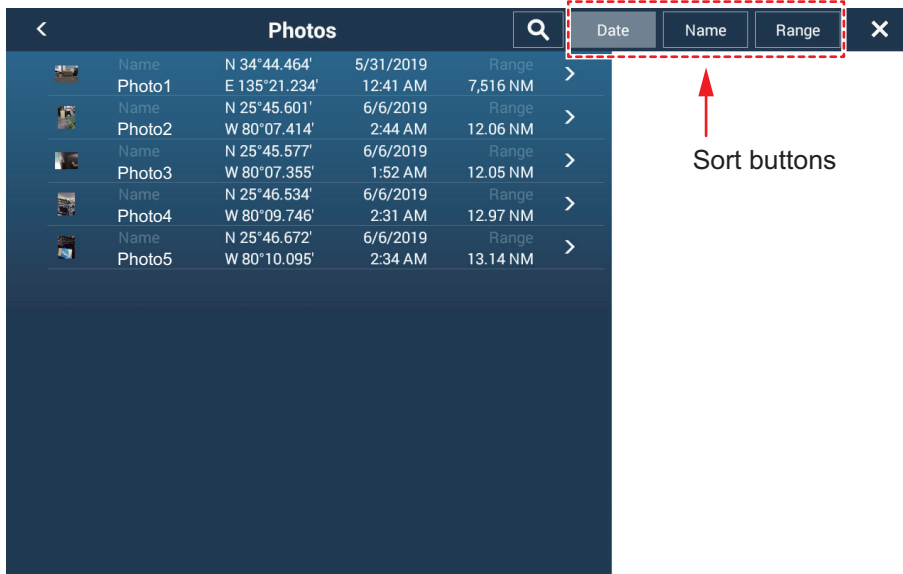 Photos Date Name Range
Name N 34°44.464' 5/31/2019 Range
Photo1 E 135°21.234' 12:41 AM 7,516 NM
Name N 25°45.601' 6/6/2019 Range
Photo2 W 80°07.414' 2:44 AM 12.06 NM
Name N 25°45.577' 6/6/2019 Range
Photo3 W 80°07.355' 1:52 AM 12.05 NM
Name N 25°46.534' 6/6/2019 Range
Photo4 W 80°09.746' 2:31 AM 12.97 NM
Name N 25°46.672' 6/6/2019 Range
Photo5 W 80°10.095' 2:34 AM 13.14 NM
Sort buttons